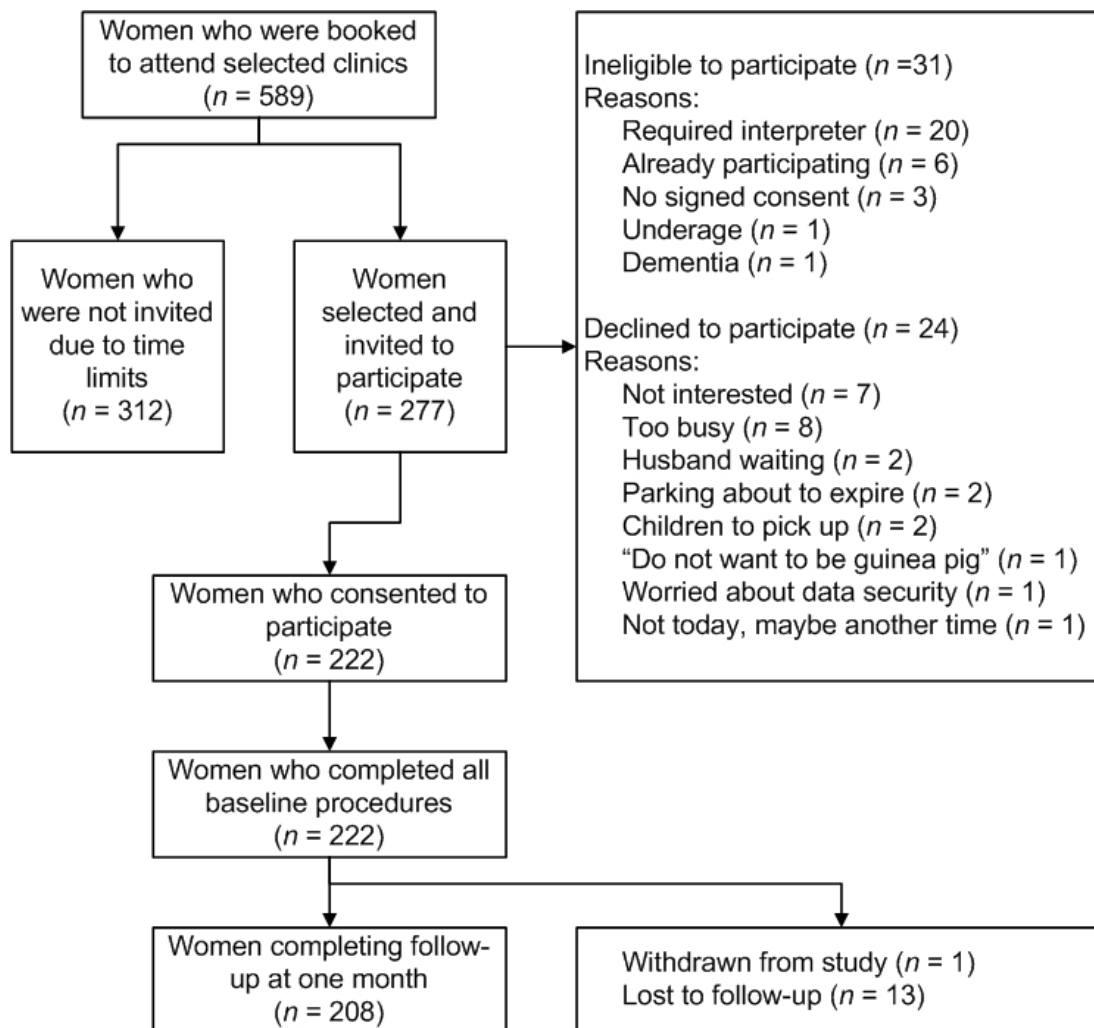 Women who were booked
to attend selected clinics
(n = 589)
Women who
were not invited
due to time
limits
(n = 312)
Women
selected and
invited to
participate
(n = 277)
Ineligible to participate (n =31)
Reasons:
Required interpreter (n = 20)
Already participating (n = 6)
No signed consent (n = 3)
Underage (n = 1)
Dementia (n = 1)
Declined to participate (n = 24)
Reasons:
Not interested (n = 7)
Too busy (n = 8)
Husband waiting (n = 2)
Parking about to expire (n = 2)
Children to pick up (n = 2)
“Do not want to be guinea pig” (n = 1)
Worried about data security (n = 1)
Not today, maybe another time (n = 1)
Women who consented to
participate
(n = 222)
Women who completed all
baseline procedures
(n = 222)
Women completing follow-
up at one month
(n = 208)
Withdrawn from study (n = 1)
Lost to follow-up (n = 13)